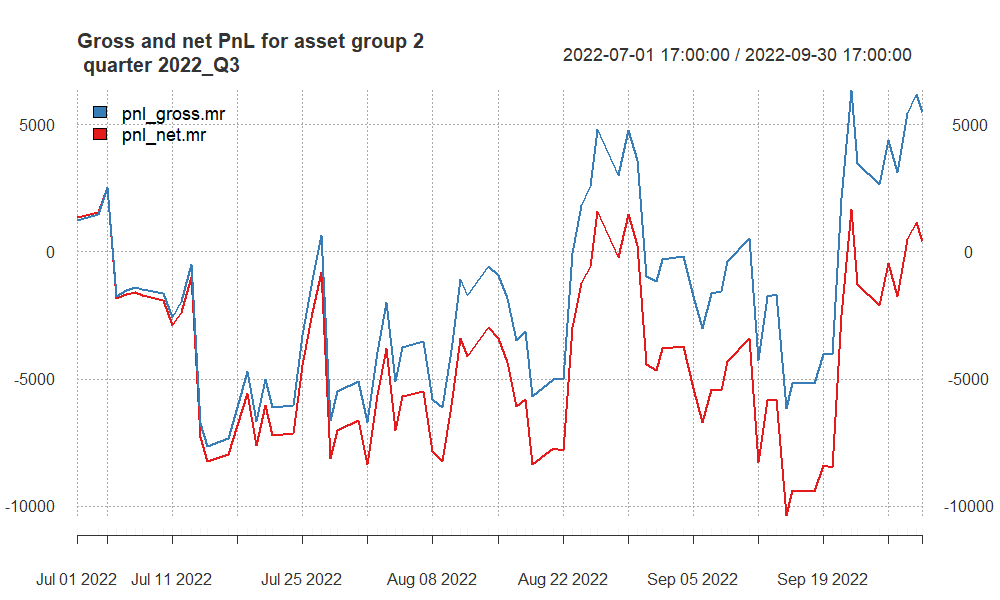 Gross and net PnL for asset group 2
quarter 2022_Q3
2022-07-01 17:00:00 / 2022-09-30 17:00:00
pnl_gross.mr
pnl_net.mr
5000 5000
0 0
-5000 -5000
-10000 -10000
Jul 01 2022 Jul 11 2022 Jul 25 2022 Aug 08 2022 Aug 22 2022 Sep 05 2022 Sep 19 2022